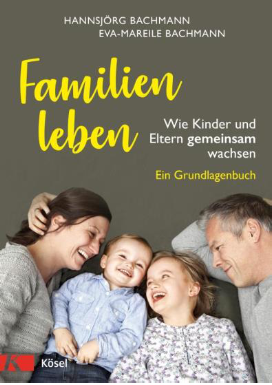 HANNSJÖRG BACHMANN
EVA-MAREILE BACHMANN
Familien
leben
Wie Kinder und
Eltern gemeinsam
wachsen
Ein Grundlagenbuch
Kösel